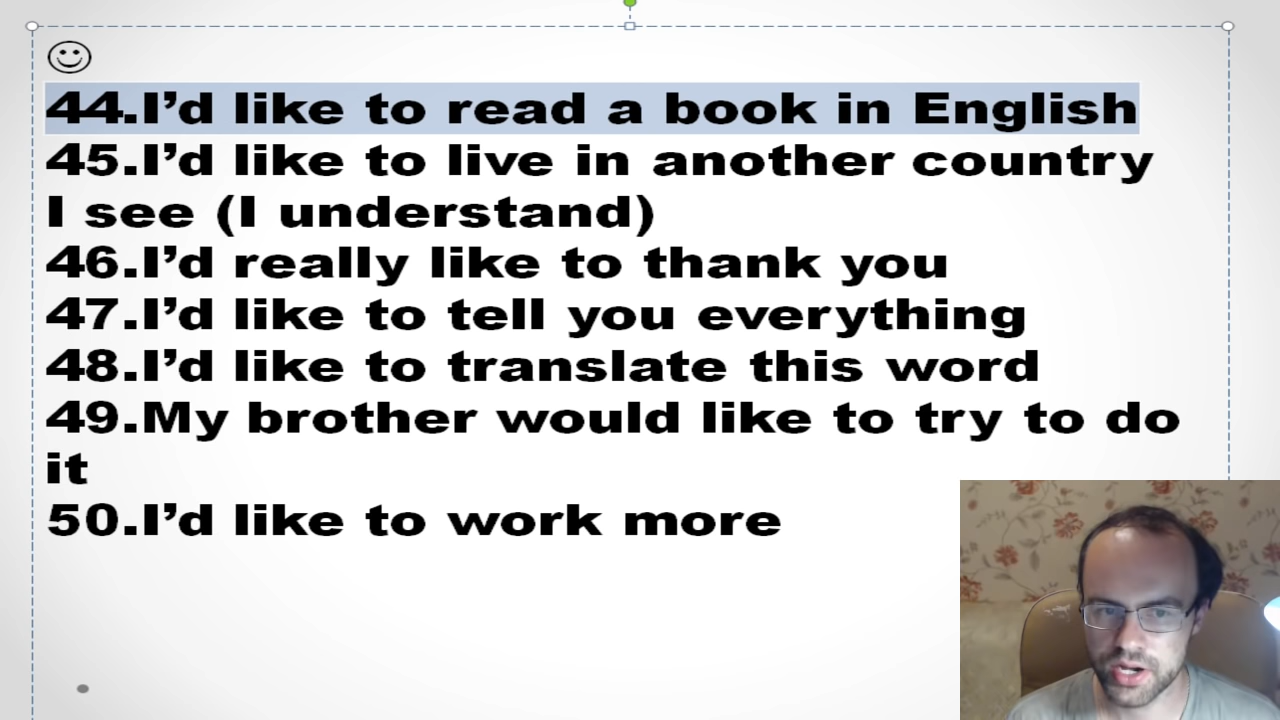 44.I’d like to read a book in English
45.I’d like to live in another country
I see (I understand)
46.I’d really like to thank you
47.I’d like to tell you everything
48.I’d like to translate this word
49.My brother would like to try to do
it
50.I’d like to work more